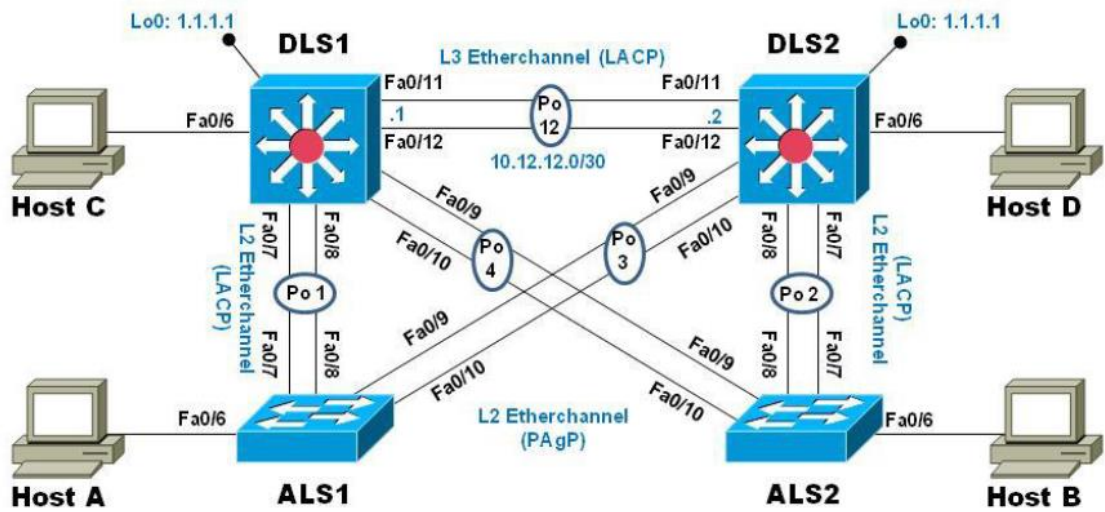 Lo0: 1.1.1.1
Lo0: 1.1.1.1
DLS1
DLS2
L3 Etherchannel (LACP)
Fa0/11
Fa0/11
Fa0/6
.1
Po
12
.2
Fa0/6
Fa0/12
Fa0/12
10.12.12.0/30
Host C
Host D
Fa0/9
Fa0/9
Fa0/7
Fa0/8
Fa0/10
Po
4
Po
3
Fa0/10
Fa0/8
Fa0/7
L2 Etherchannel
(LACP)
Po 1
Po 2
L2 Etherchannel
(LACP)
Fa0/7
Fa0/8
Fa0/9
Fa0/10
Fa0/9
Fa0/10
Fa0/8
Fa0/7
Fa0/6
L2 Etherchannel
(PAgP)
Fa0/6
Host A
ALS1
ALS2
Host B